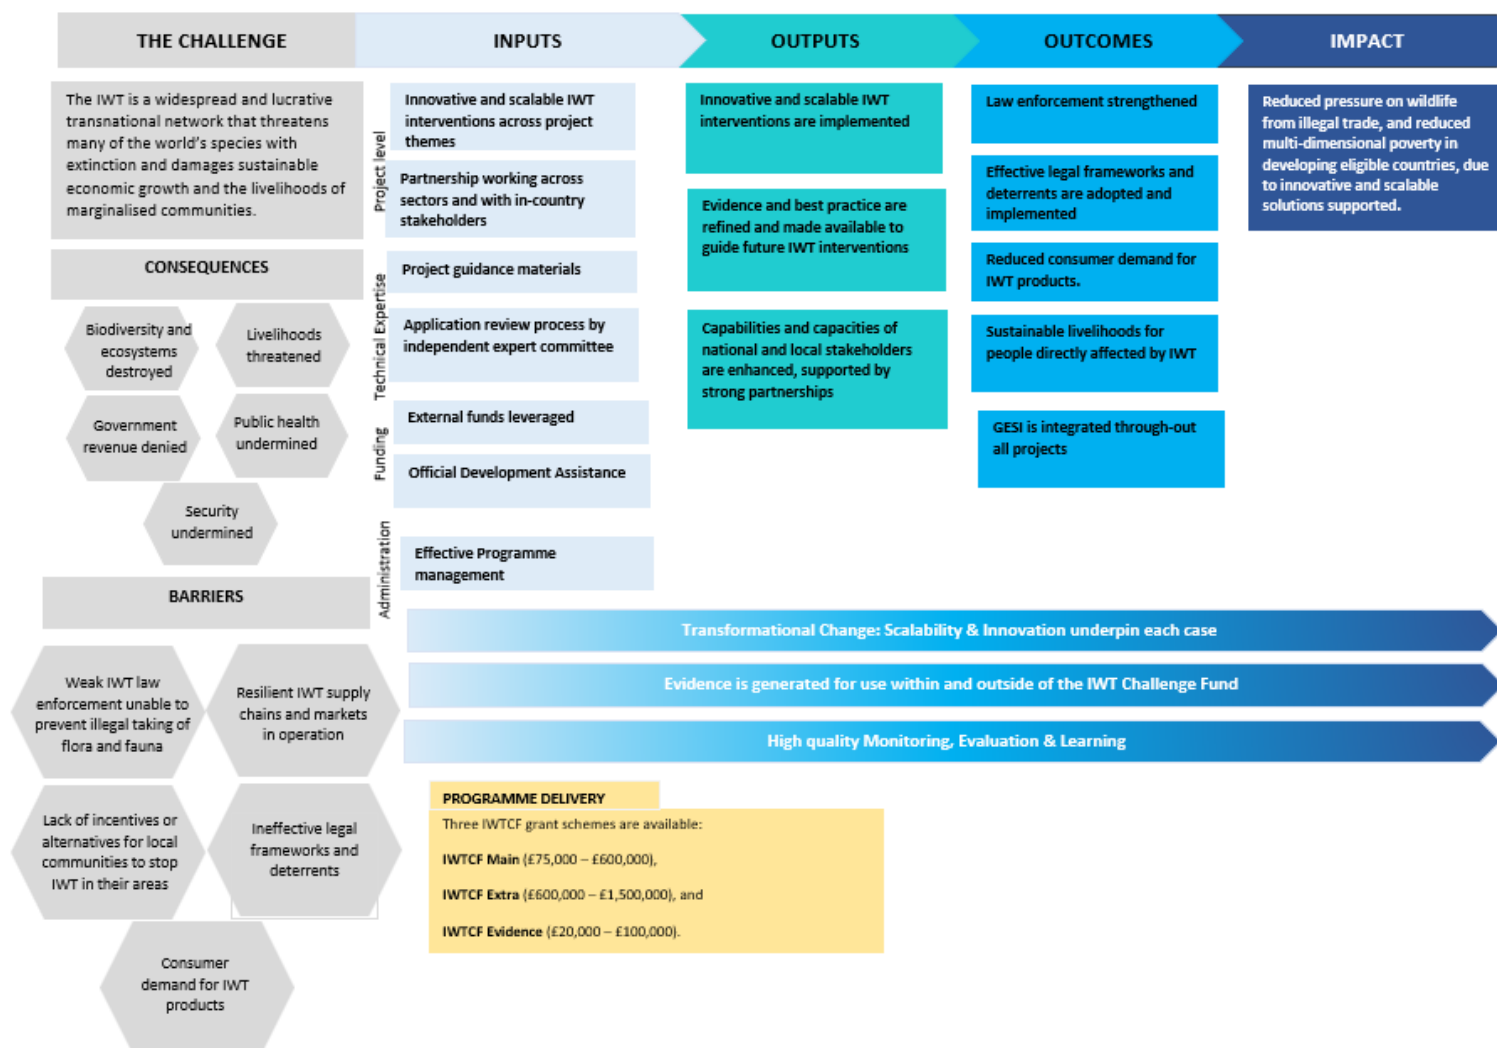 THE CHALLENGE
INPUTS
OUTPUTS
OUTCOMES
IMPACT
The IWT is a widespread and lucrative
transnational network that threatens
many of the world's species with
extinction and damages sustainable
economic growth and the livelihoods of
marginalised communities.
CONSEQUENCES
Biodiversity and
ecosystems
destroyed
Livelihoods
threatened
Government
revenue denied
Public health
undermined
Security
undermined
BARRIERS
Weak IWT law
enforcement unable to
prevent illegal taking of
flora and fauna
Resilient IWT supply
chains and markets
in operation
Lack of incentives or
alternatives for local
communities to stop
IWT in their areas
Ineffective legal
frameworks and
deterrents
Consumer
demand for IWT
products
Project level
Innovative and scalable IWT
interventions across project
themes
Partnership working across
sectors and with in-country
stakeholders
Technical Expertise
Project guidance materials
Application review process by
independent expert committee
Funding
External funds leveraged
Official Development Assistance
Administration
Effective Programme
management
Innovative and scalable IWT
interventions are implemented
Evidence and best practice are
refined and made available to
guide future IWT interventions
Capabilities and capacities of
national and local stakeholders
are enhanced, supported by
strong partnerships
Law enforcement strengthened
Effective legal frameworks and
deterrents are adopted and
implemented
Reduced consumer demand for
IWT products.
Sustainable livelihoods for
people directly affected by IWT
GESI is integrated through-out
all projects
Reduced pressure on wildlife
from illegal trade, and reduced
multi-dimensional poverty in
developing eligible countries, due
to innovative and scalable
solutions supported.
Transformational Change: Scalability & Innovation underpin each case
Evidence is generated for use within and outside of the IWT Challenge Fund
High quality Monitoring, Evaluation & Learning
PROGRAMME DELIVERY
Three IWTCF grant schemes are available:
IWTCF Main (£75,000 – £600,000),
IWTCF Extra (£600,000 – £1,500,000), and
IWTCF Evidence (£20,000 – £100,000).